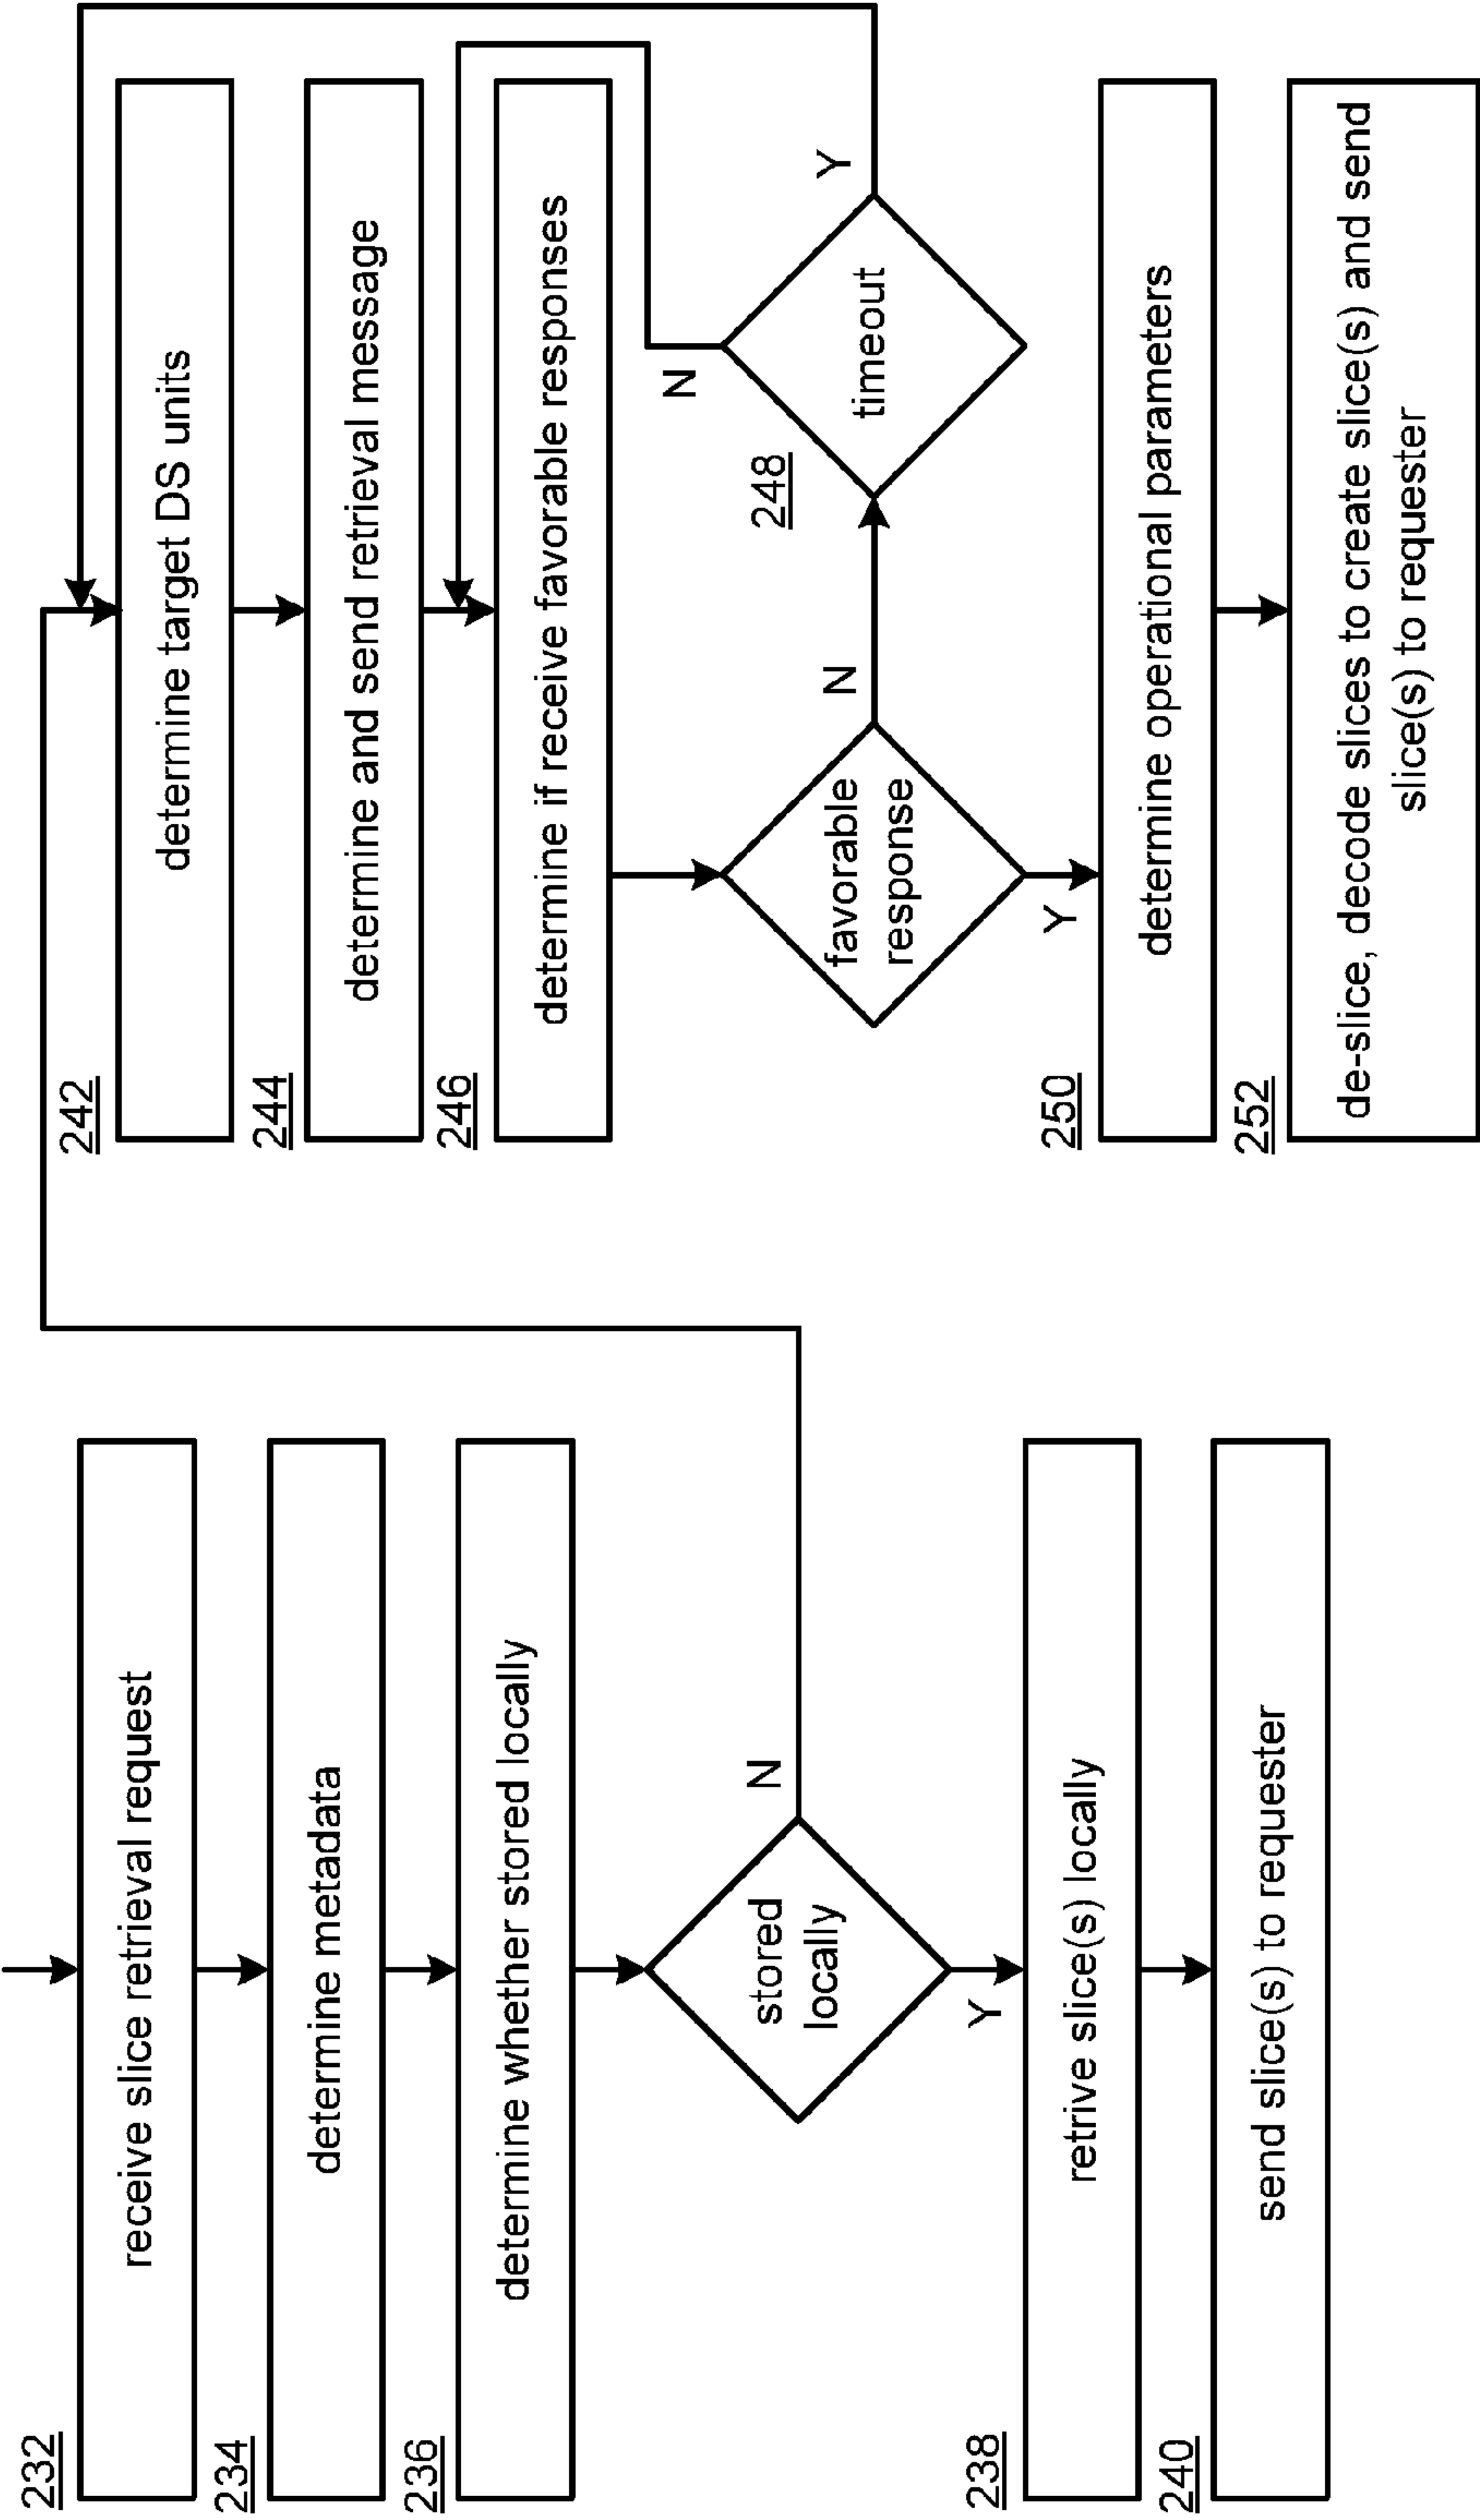 232
receive slice retrieval request
234
determine metadata
236
determine whether stored locally
stored
locally
N
Y
238
retrive slice(s) locally
240
send slice(s) to requester
242
determine target DS units
244
determine and send retrieval message
246
determine if receive favorable responses
favorable
response
N
248
timeout
N
Y
Y
250
determine operational parameters
252
de-slice, decode slices to create slice(s) and send
slice(s) to requester